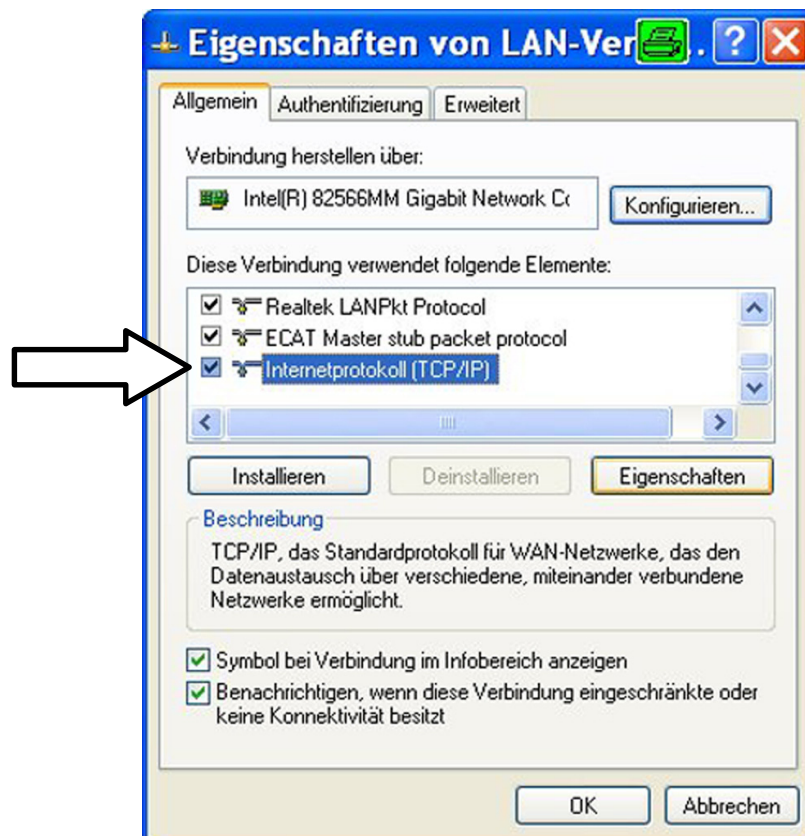 Eigenschaften von LAN-Ver...
Allgemein Authentifizierung Erweitert
Verbindung herstellen über:
Intel(R) 82566MM Gigabit Network Cc
Konfigurieren...
Diese Verbindung verwendet folgende Elemente:
Realtek LANPkt Protocol
ECAT Master stub packet protocol
Internetprotokoll (TCP/IP)
Installieren Deinstallieren Eigenschaften
Beschreibung
TCP/IP, das Standardprotokoll für WAN-Netzwerke, das den
Datenaustausch über verschiedene, miteinander verbundene
Netzwerke ermöglicht.
Symbol bei Verbindung im Infobereich anzeigen
Benachrichtigen, wenn diese Verbindung eingeschränkte oder
keine Konnektivität besitzt
OK Abbrechen